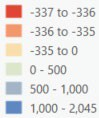 -337 to -336
-336 to -335
-335 to 0
0 - 500
500 - 1,000
1,000 - 2,045